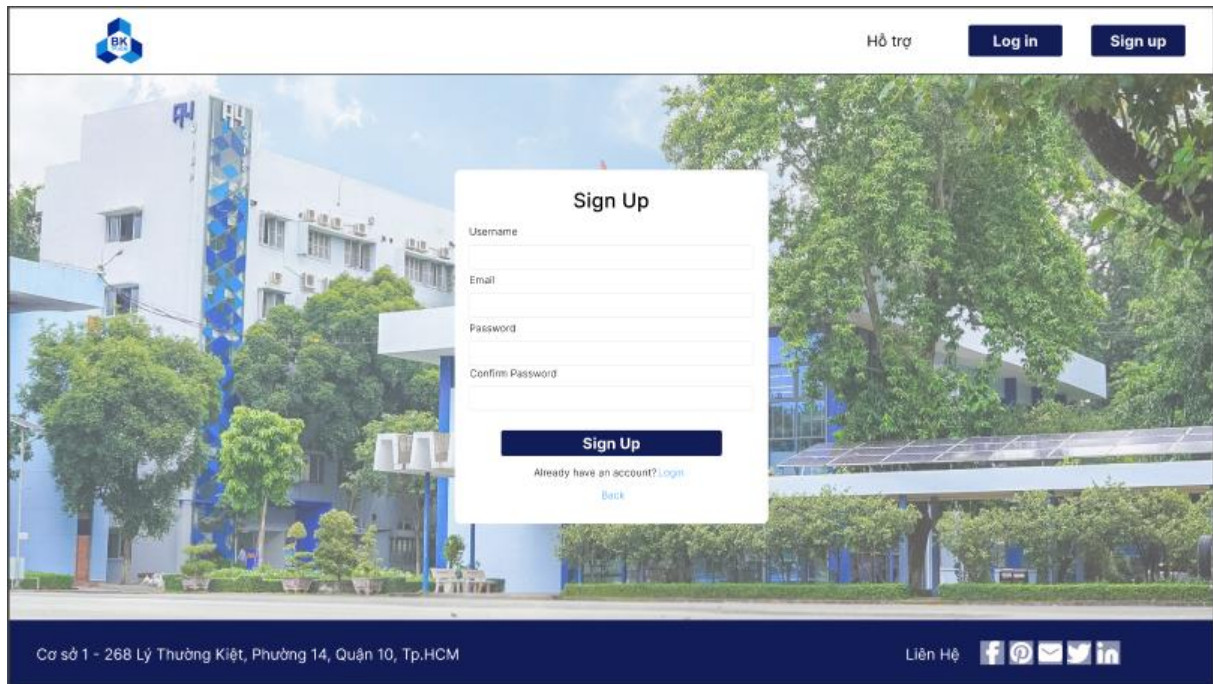 BK
Hỗ trợ
Log in
Sign up
Sign Up
Username
Email
Password
Confirm Password
Sign Up
Already have an account? Login
Back
Cơ sở 1 - 268 Lý Thường Kiệt, Phường 14, Quận 10, Tp.HCM
Liên Hệ